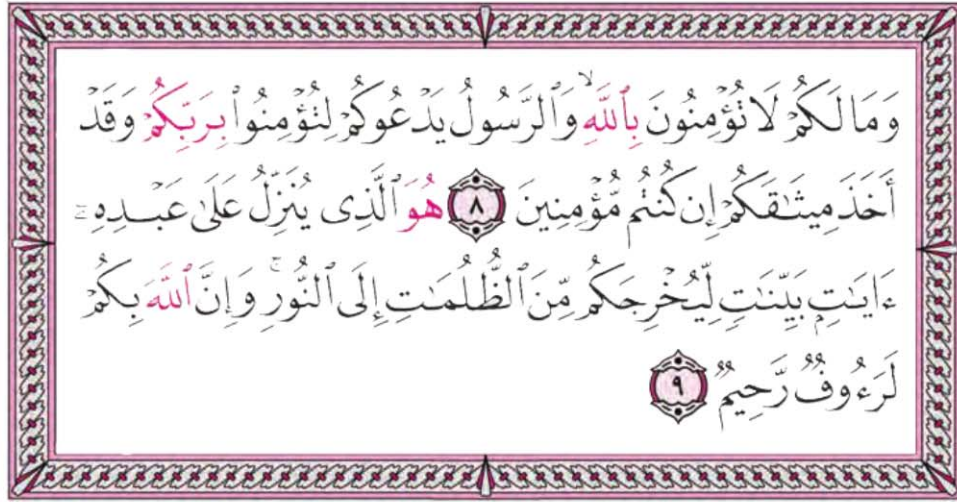 وَمَا لَكُمْ لَا تُؤْمِنُونَ بِٱللَّهِ ۙ وَٱلرَّسُولُ يَدْعُوكُمْ لِتُؤْمِنُوا۟ بِرَبِّكُمْ وَقَدْ
أَخَذَ مِيثَـٰقَكُمْ إِن كُنتُم مُّؤْمِنِينَ ٨ هُوَ ٱلَّذِى يُنَزِّلُ عَلَىٰ عَبْدِهِۦٓ
ءَايَـٰتٍۭ بَيِّنَـٰتٍ لِّيُخْرِجَكُم مِّنَ ٱلظُّلُمَـٰتِ إِلَى ٱلنُّورِ ۚ وَإِنَّ ٱللَّهَ بِكُمْ
لَرَءُوفٌ رَّحِيمٌ ٩